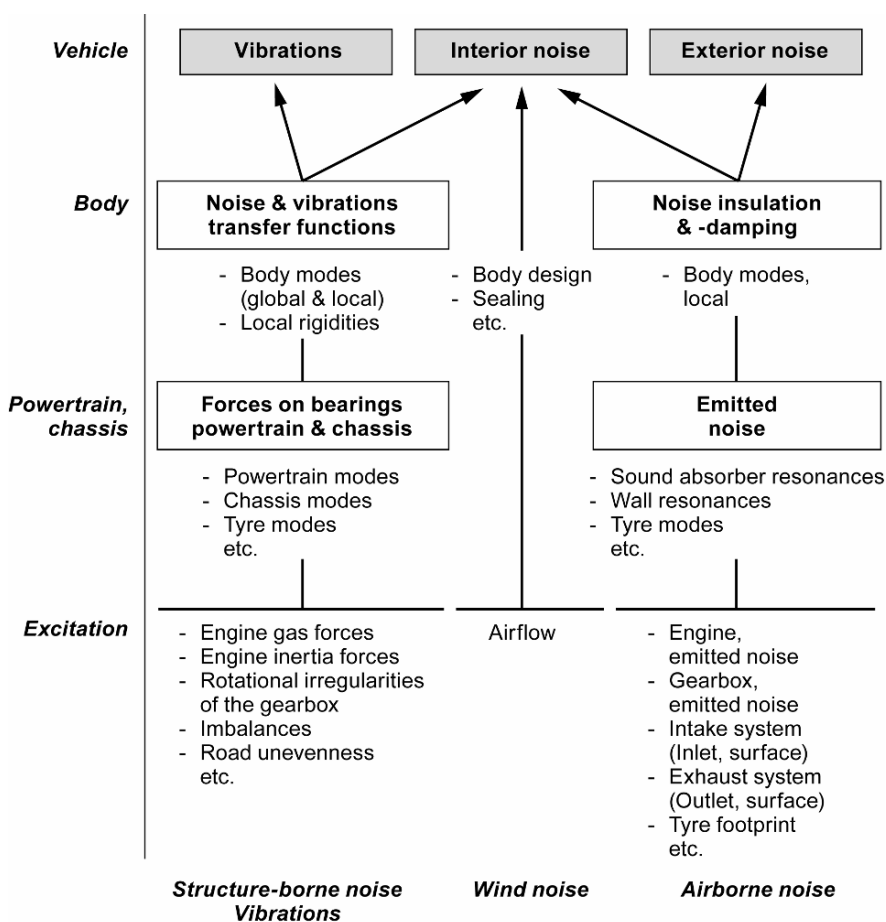 Vehicle
Vibrations
Interior noise
Exterior noise
Body
Noise & vibrations
transfer functions
Noise insulation
& -damping
- Body modes
(global & local)
- Local rigidities
- Body design
- Sealing
etc.
- Body modes,
local
Powertrain,
chassis
Forces on bearings
powertrain & chassis
Emitted
noise
- Powertrain modes
- Chassis modes
- Tyre modes
etc.
- Sound absorber resonances
- Wall resonances
- Tyre modes
etc.
Excitation
- Engine gas forces
- Engine inertia forces
- Rotational irregularities
of the gearbox
- Imbalances
- Road unevenness
etc.
Airflow
- Engine,
emitted noise
- Gearbox,
emitted noise
- Intake system
(Inlet, surface)
- Exhaust system
(Outlet, surface)
- Tyre footprint
etc.
Structure-borne noise
Vibrations
Wind noise
Airborne noise